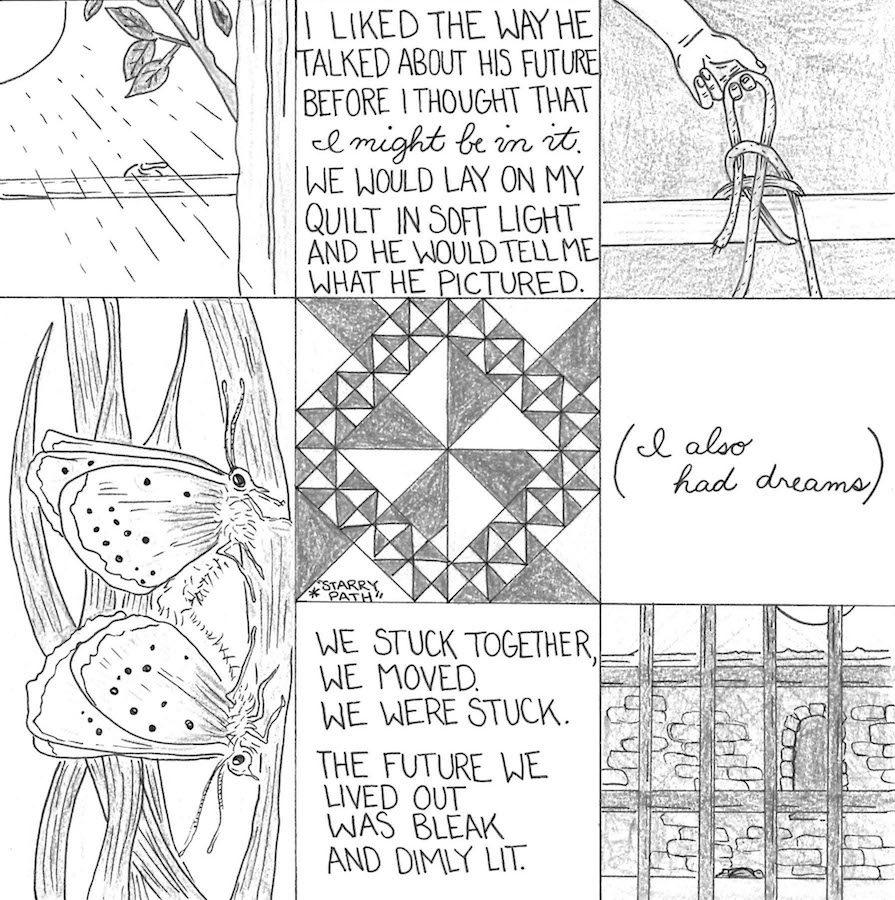 I LIKED THE WAY HE
TALKED ABOUT HIS FUTURE
BEFORE I THOUGHT THAT
I might be in it.
WE WOULD LAY ON MY
QUILT IN SOFT LIGHT
AND HE WOULD TELL ME
WHAT HE PICTURED.
*"STARRY
PATH"
(I also
had dreams)
WE STUCK TOGETHER,
WE MOVED.
WE WERE STUCK.
THE FUTURE WE
LIVED OUT
WAS BLEAK
AND DIMLY LIT.